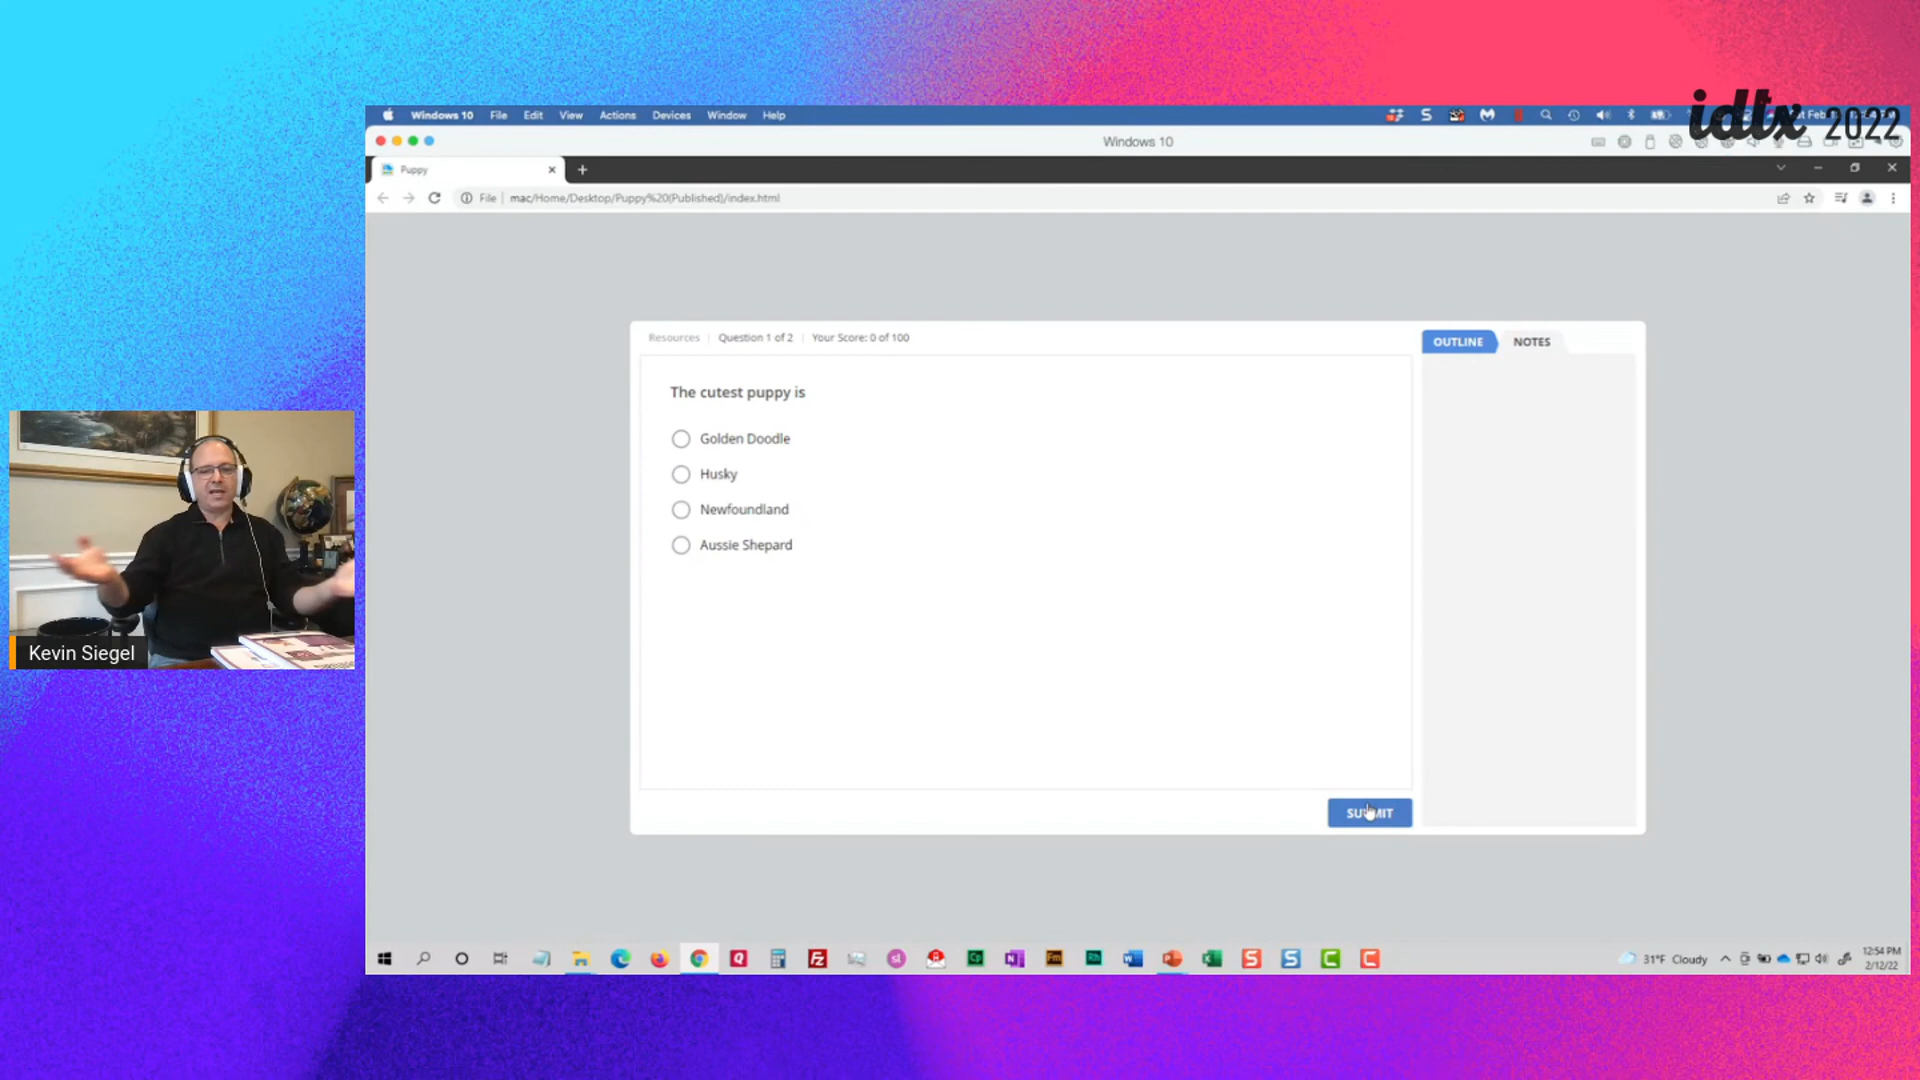 idtx 2022
Windows 10 File Edit View Actions Devices Window Help
Windows 10
Puppy
File mac/Home/Desktop/Puppy%20(Published)/index.html
Resources Question 1 of 2 Your Score: 0 of 100
OUTLINE NOTES
The cutest puppy is
Golden Doodle
Husky
Newfoundland
Aussie Shepard
SUBMIT
Kevin Siegel
31°F Cloudy
12:54 PM
2/12/22